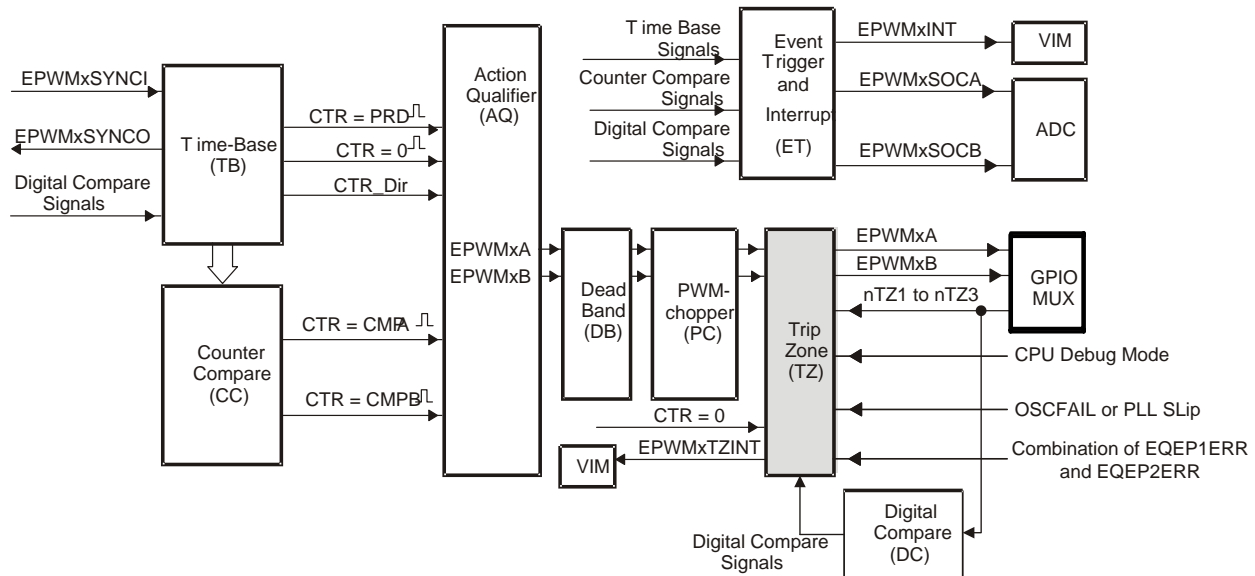 EPWMxSYNCI
EPWMxSYNCO
Digital Compare
Signals
Time-Base
(TB)
CTR = PRD
CTR = 0
CTR_Dir
Counter
Compare
(CC)
CTR = CMPA
CTR = CMPB
Action
Qualifier
(AQ)
EPWMxA
EPWMxB
Dead
Band
(DB)
PWM-
chopper
(PC)
Time Base
Signals
Counter Compare
Signals
Digital Compare
Signals
Event
Trigger
and
Interrupt
(ET)
EPWMxINT
EPWMxSOCA
EPWMxSOCB
VIM
ADC
Trip
Zone
(TZ)
EPWMxA
EPWMxB
nTZ1 to nTZ3
GPIO
MUX
CPU Debug Mode
OSCFAIL or PLL SLip
Combination of EQEP1ERR
and EQEP2ERR
CTR = 0
EPWMxTZINT
VIM
Digital Compare
Signals
Digital
Compare
(DC)